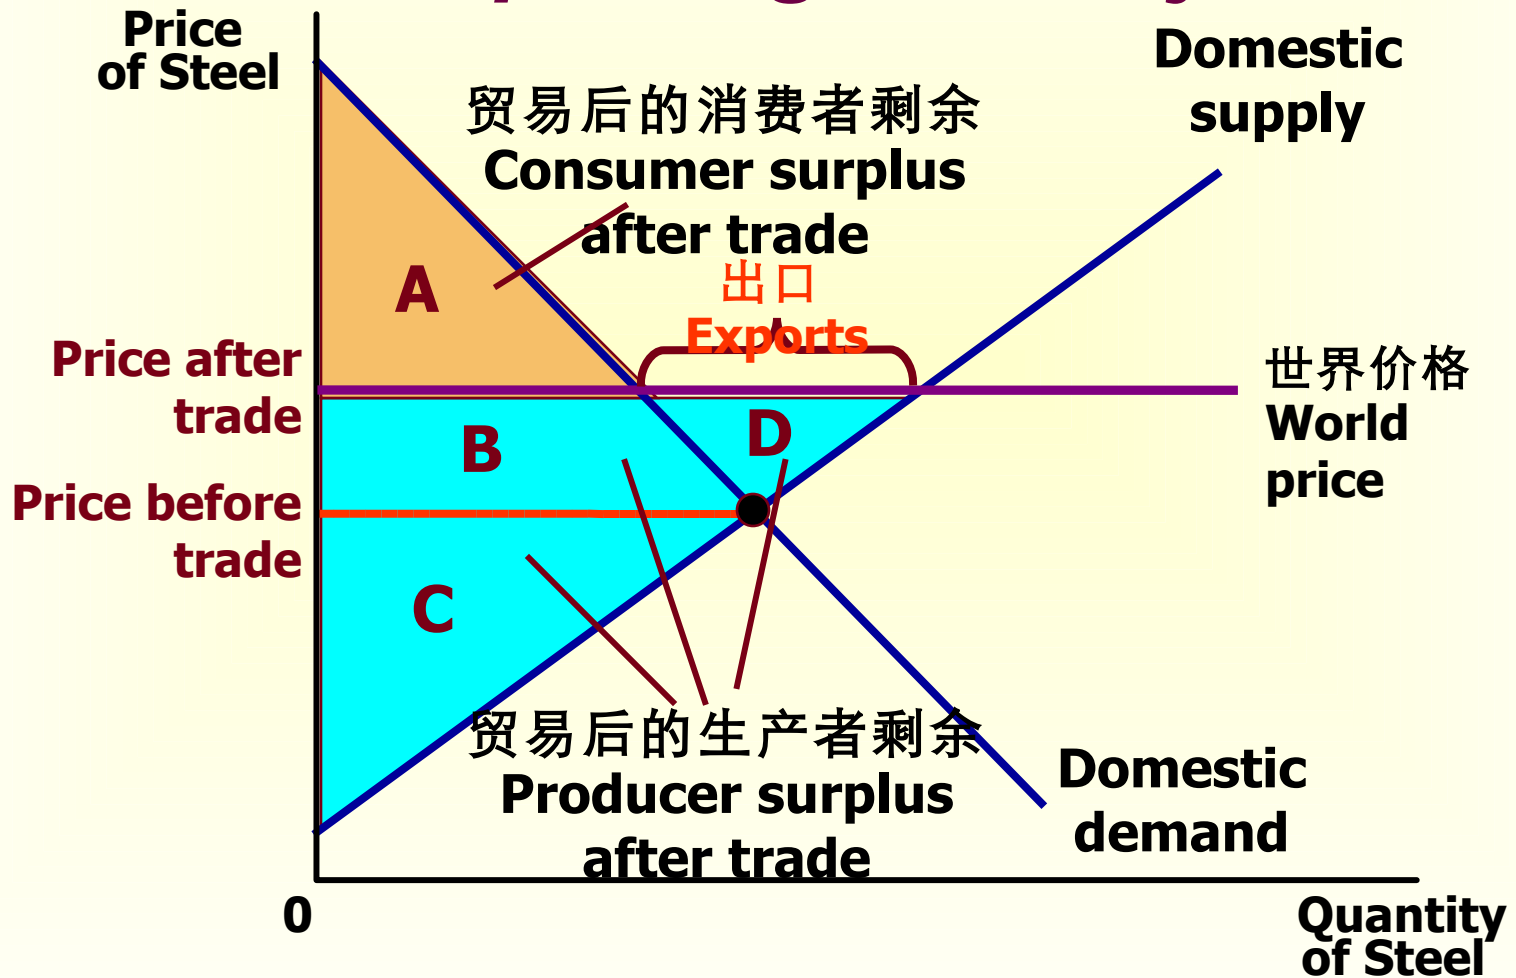 Price
of Steel
Domestic
supply
贸易后的消费者剩余
Consumer surplus
after trade
A
出口
Exports
Price after
trade
世界价格
World
price
B
D
Price before
trade
C
贸易后的生产者剩余
Producer surplus
after trade
Domestic
demand
0
Quantity
of Steel